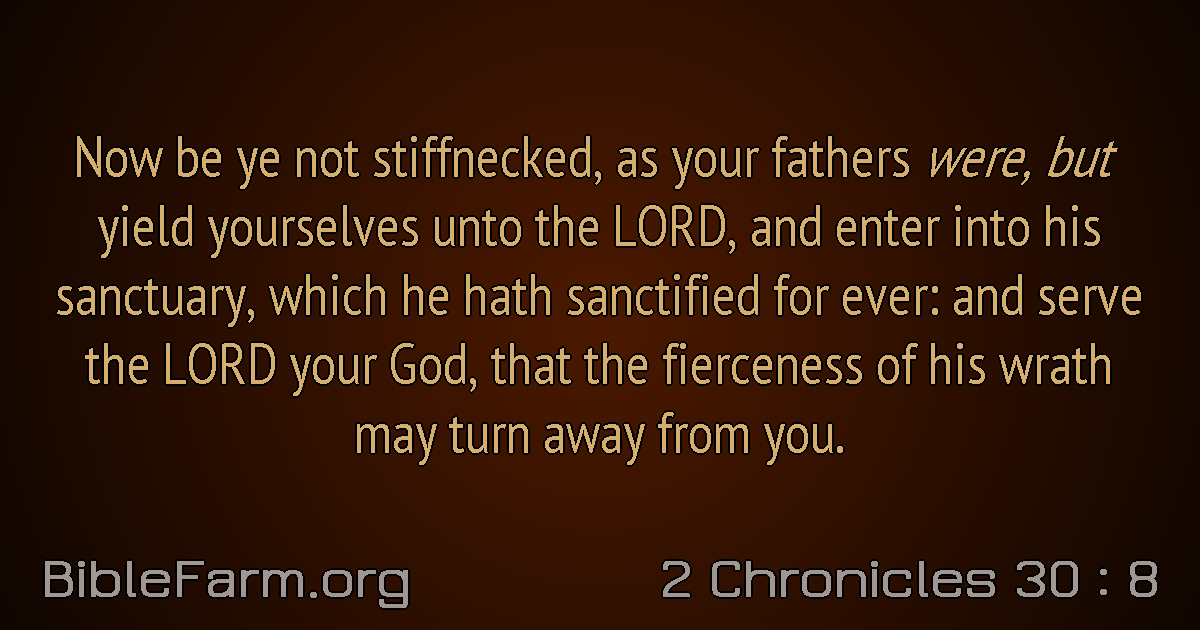 Now be ye not stiffnecked, as your fathers were, but
yield yourselves unto the LORD, and enter into his
sanctuary, which he hath sanctified for ever: and serve
the LORD your God, that the fierceness of his wrath
may turn away from you.
BibleFarm.org
2 Chronicles 30 : 8